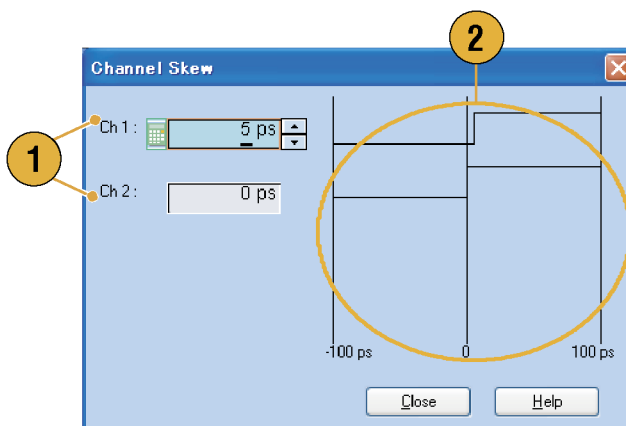 2
Channel Skew
1
Ch 1 :
5 ps
Ch 2 :
0 ps
-100 ps
0
100 ps
Close
Help